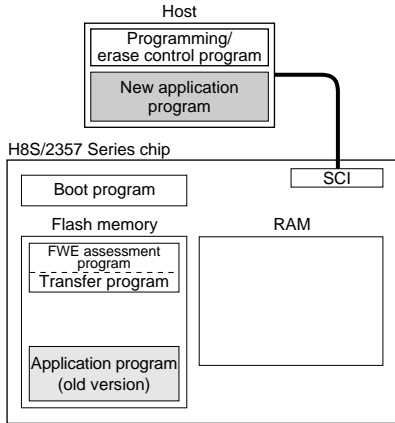 Host
Programming/
erase control program
New application
program
H8S/2357 Series chip
SCI
Boot program
Flash memory
RAM
FWE assessment
program
Transfer program
Application program
(old version)